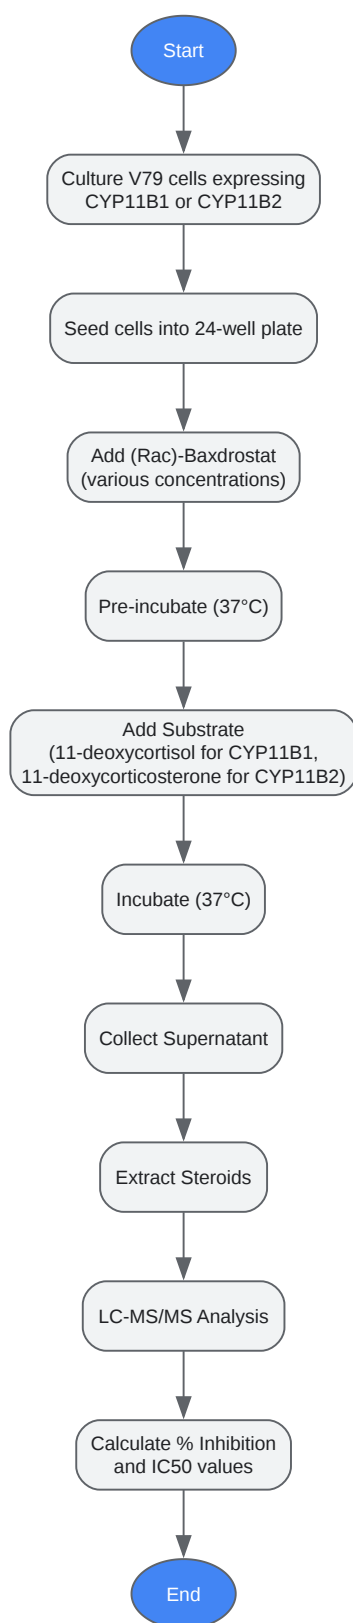 Start
Culture V79 cells expressing
CYP11B1 or CYP11B2
Seed cells into 24-well plate
Add (Rac)-Baxdrostat
(various concentrations)
Pre-incubate (37°C)
Add Substrate
(11-deoxycortisol for CYP11B1,
11-deoxycorticosterone for CYP11B2)
Incubate (37°C)
Collect Supernatant
Extract Steroids
LC-MS/MS Analysis
Calculate % Inhibition
and IC50 values
End